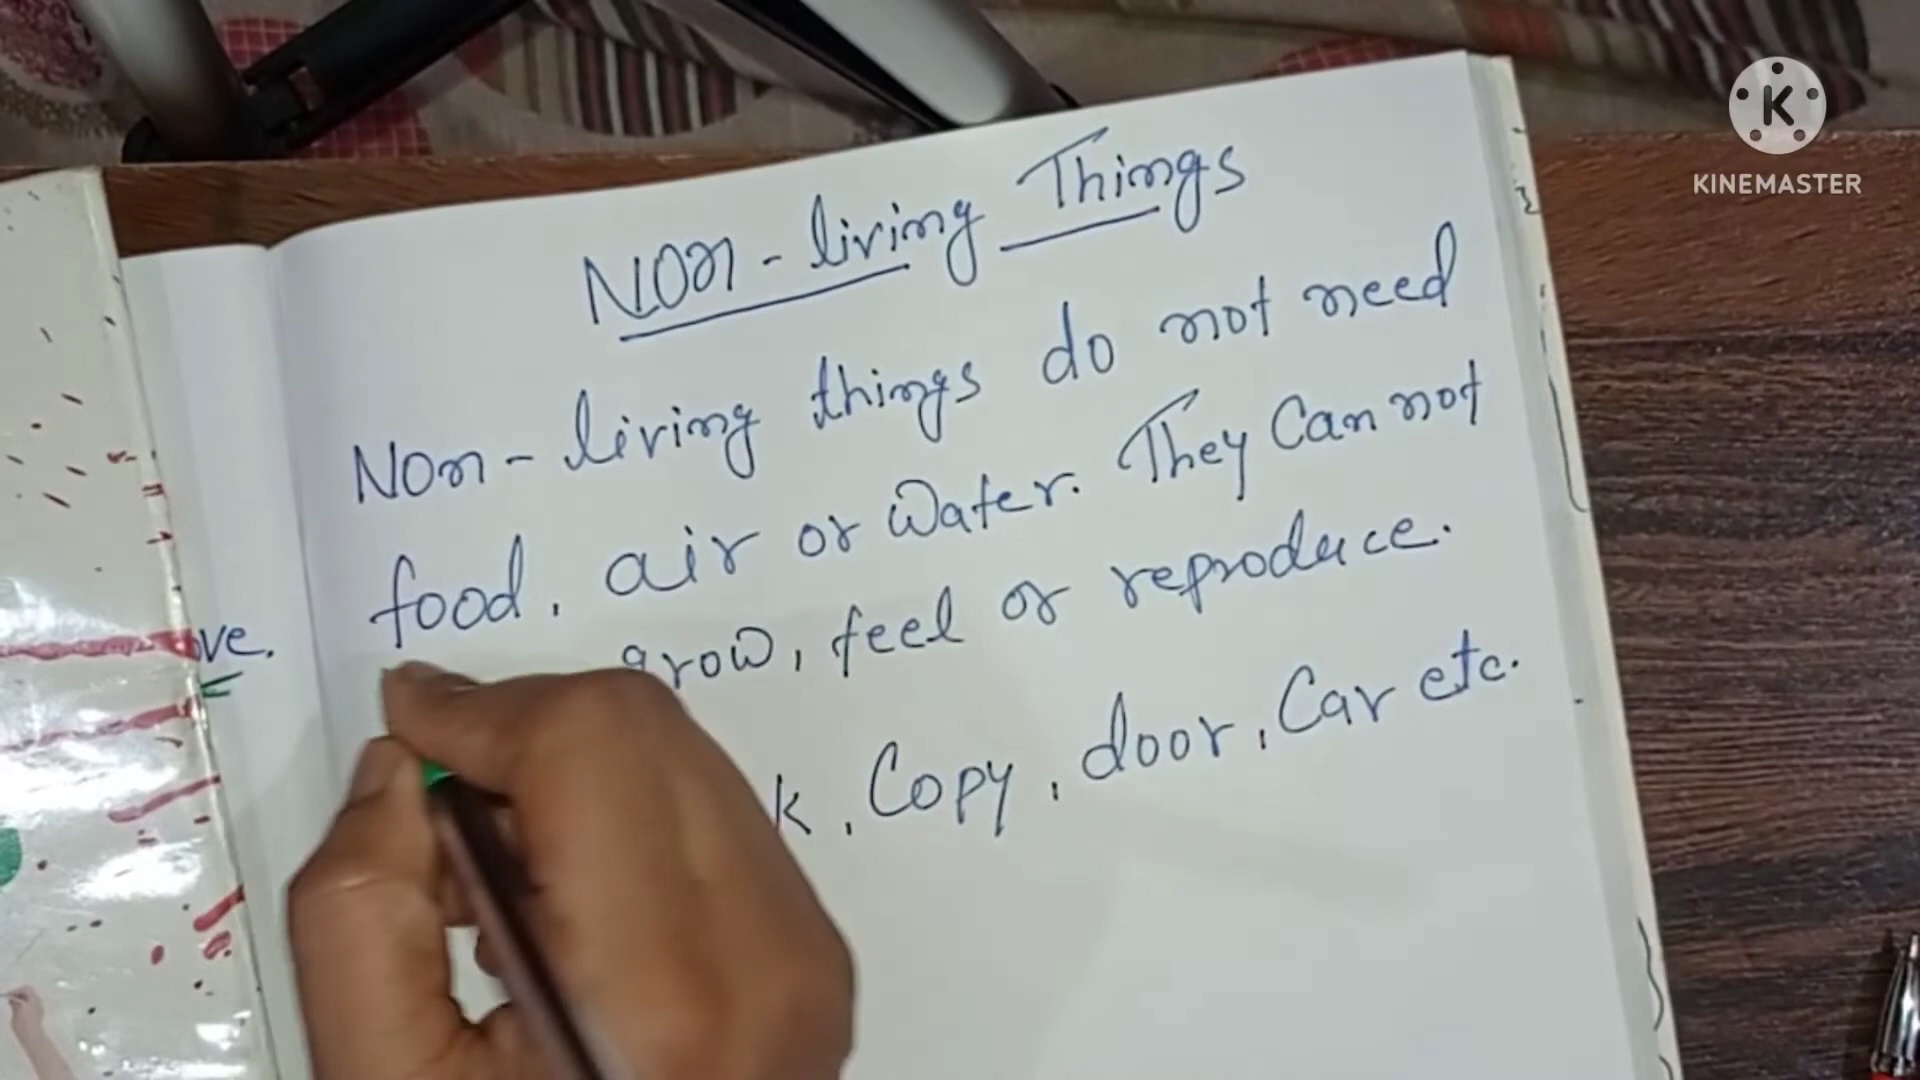 Non-living Things
Non-living things do not need
food, air or water. They Can not
grow, feel or reproduce.
k, Copy, door, Car etc.
ve.
K
KINEMASTER